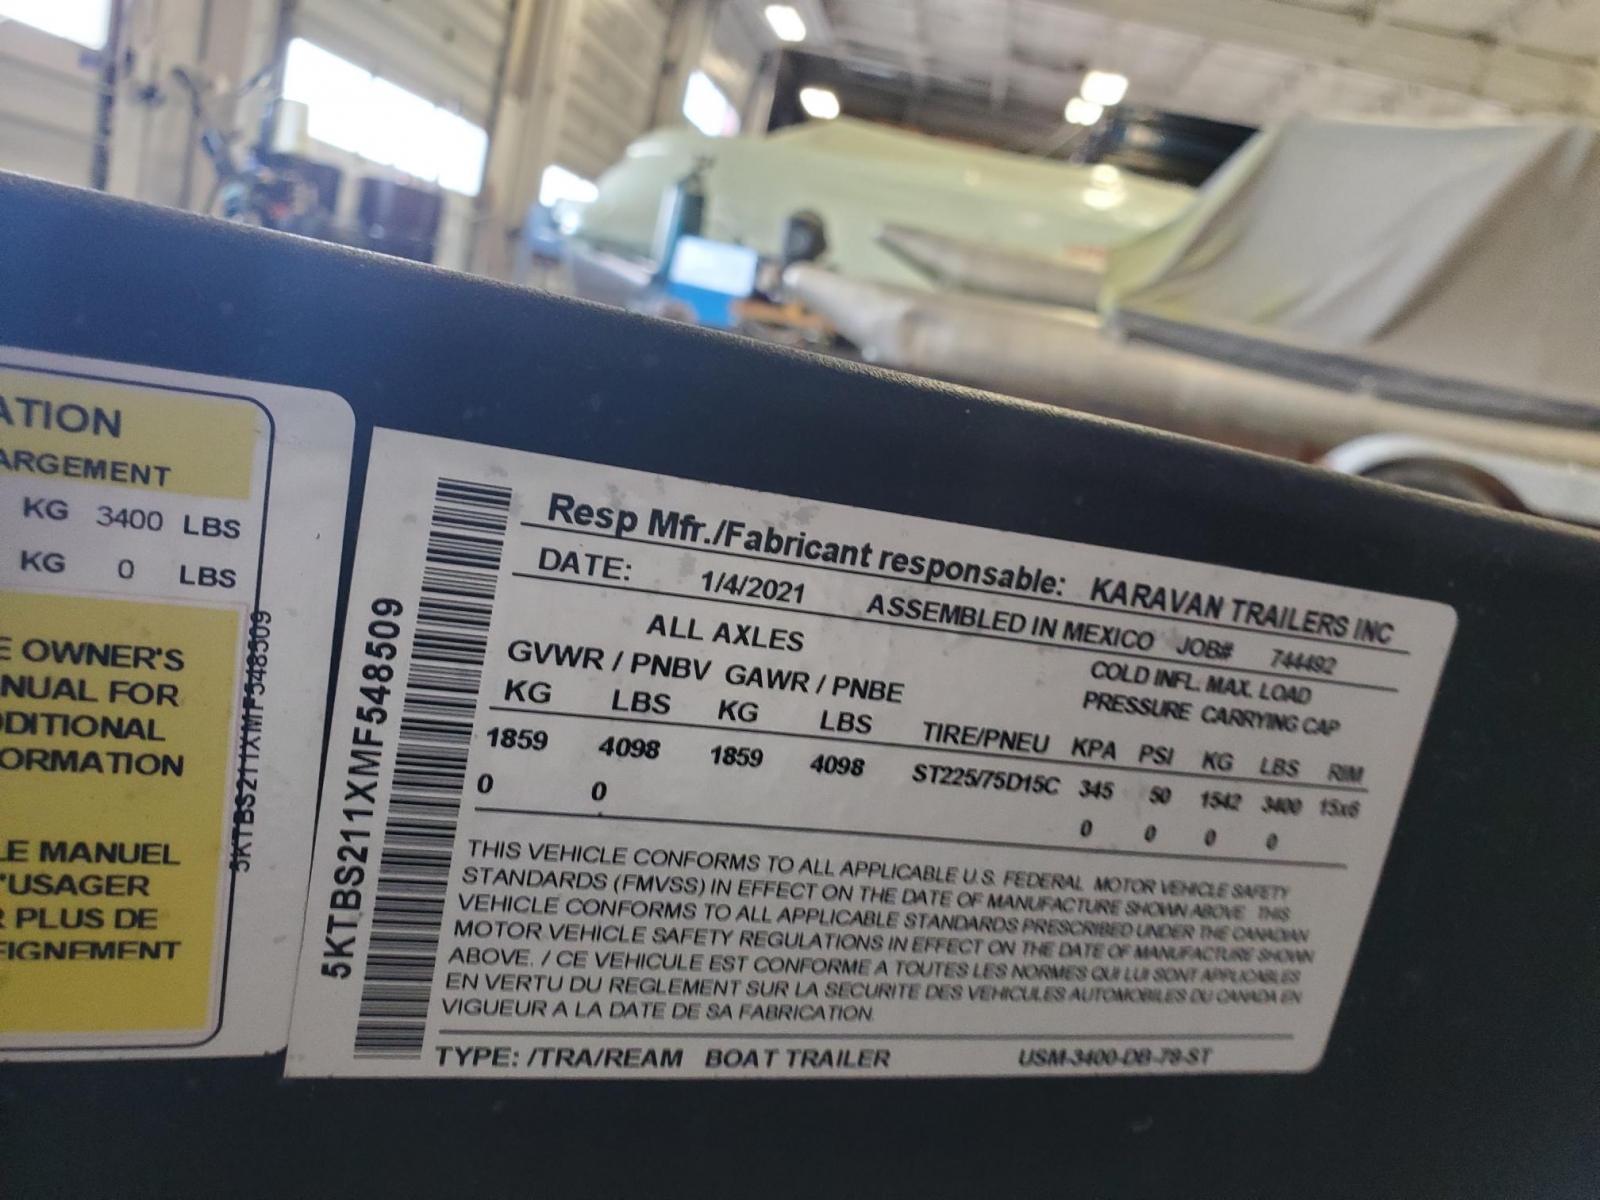 ATION
ARGEMENT
KG 3400 LBS
KG 0 LBS
E OWNER'S
NUAL FOR
DDITIONAL
ORMATION
LE MANUEL
'USAGER
R PLUS DE
EIGNEMENT
5KTBS211XMF548509
5KTBS211XMF548509
Resp Mfr./Fabricant responsable: KARAVAN TRAILERS INC
DATE: 1/4/2021 ASSEMBLED IN MEXICO JOB# 744492
ALL AXLES COLD INFL. MAX. LOAD
GVWR / PNBV GAWR / PNBE PRESSURE CARRYING CAP
KG LBS KG LBS TIRE/PNEU KPA PSI KG LBS RIM
1859 4098 1859 4098 ST225/75D15C 345 50 1542 3400 15x6
0 0 0 0 0 0
THIS VEHICLE CONFORMS TO ALL APPLICABLE U.S. FEDERAL MOTOR VEHICLE SAFETY
STANDARDS (FMVSS) IN EFFECT ON THE DATE OF MANUFACTURE SHOWN ABOVE. THIS
VEHICLE CONFORMS TO ALL APPLICABLE STANDARDS PRESCRIBED UNDER THE CANADIAN
MOTOR VEHICLE SAFETY REGULATIONS IN EFFECT ON THE DATE OF MANUFACTURE SHOWN
ABOVE. / CE VEHICULE EST CONFORME A TOUTES LES NORMES QUI LUI SONT APPLICABLES
EN VERTU DU REGLEMENT SUR LA SECURITE DES VEHICULES AUTOMOBILES DU CANADA EN
VIGUEUR A LA DATE DE SA FABRICATION.
TYPE: /TRA/REAM BOAT TRAILER USM-3400-DB-78-ST